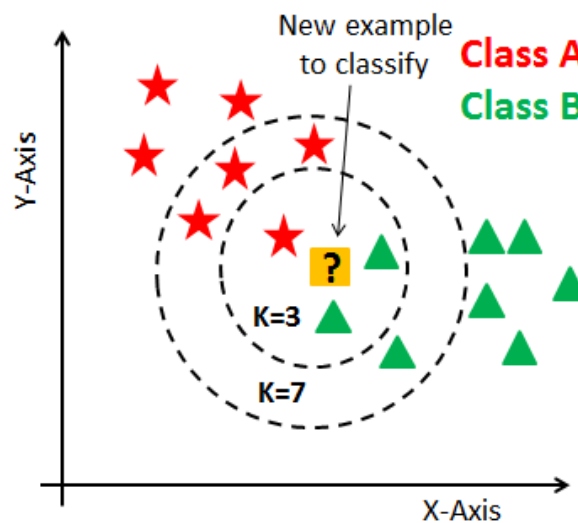 New example
to classify
Class A
Class B
Y-Axis
?
K=3
K=7
X-Axis